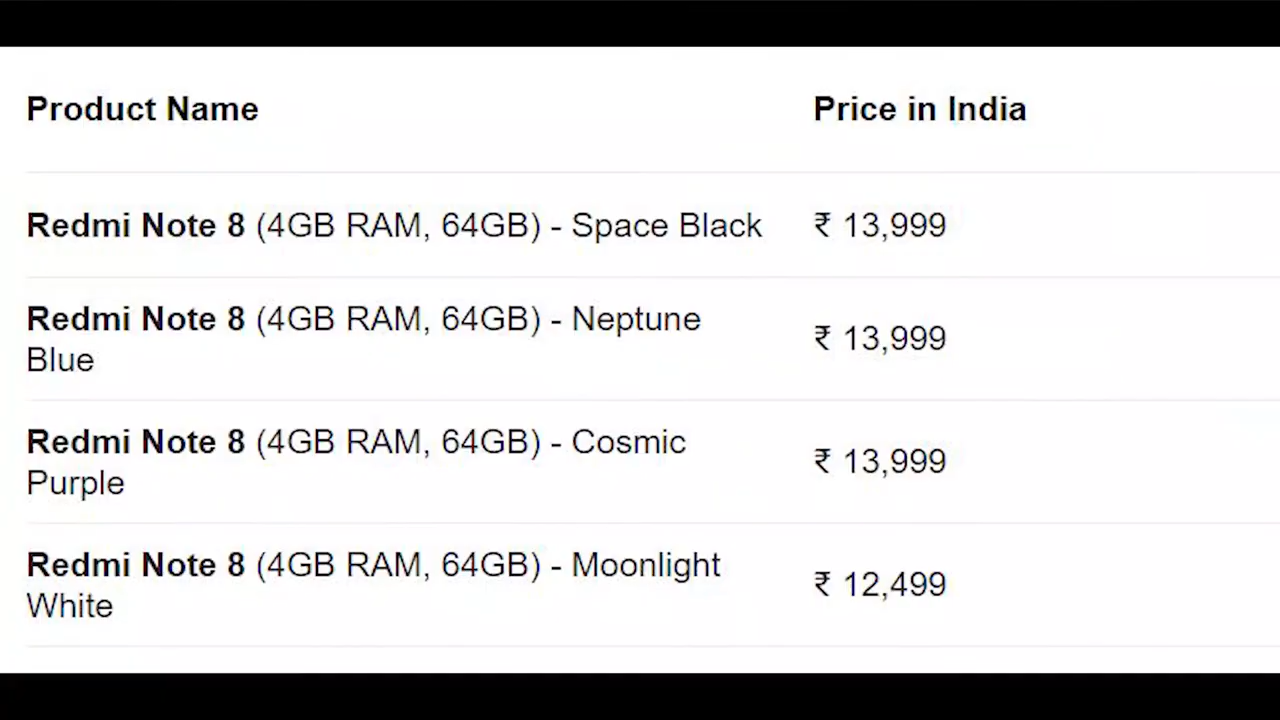 Product Name Price in India
Redmi Note 8 (4GB RAM, 64GB) - Space Black ₹ 13,999
Redmi Note 8 (4GB RAM, 64GB) - Neptune
Blue
₹ 13,999
Redmi Note 8 (4GB RAM, 64GB) - Cosmic
Purple
₹ 13,999
Redmi Note 8 (4GB RAM, 64GB) - Moonlight
White
₹ 12,499